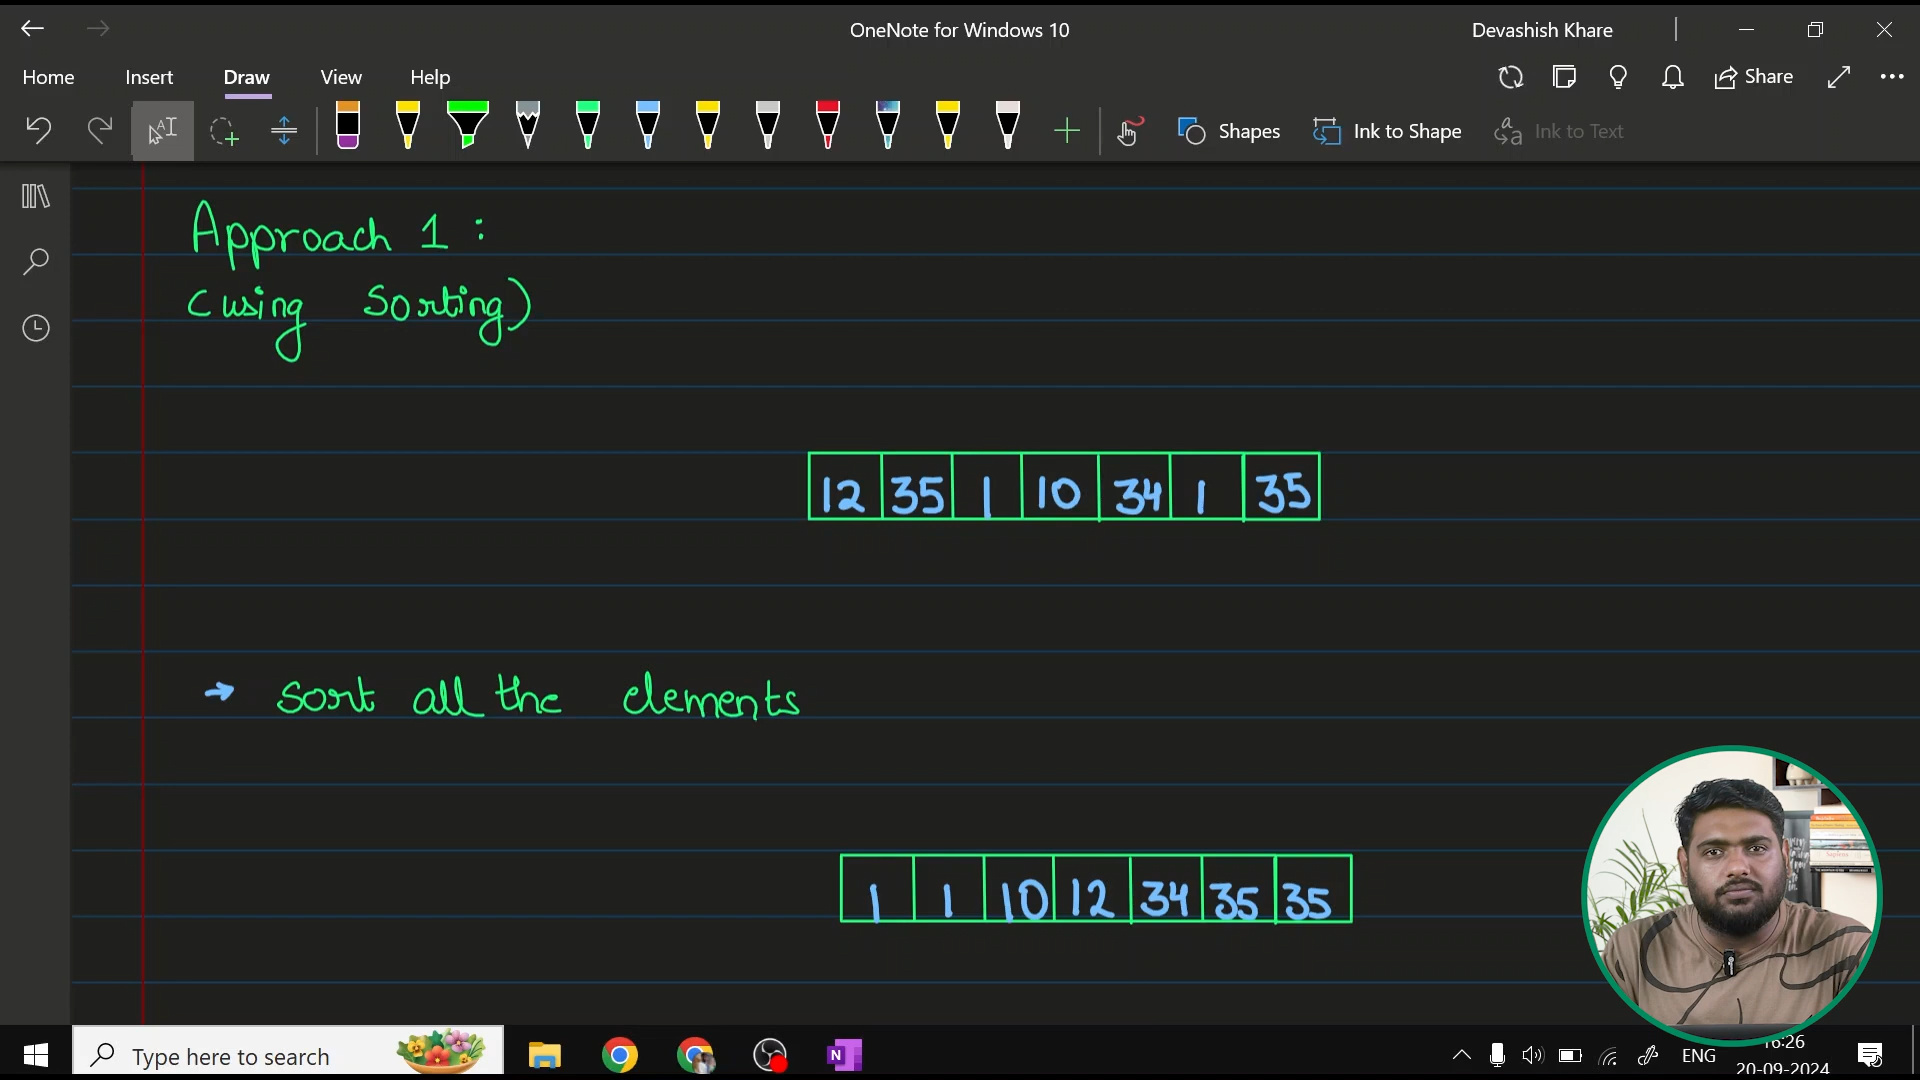 OneNote for Windows 10
Devashish Khare
Home Insert Draw View Help
Share
Shapes Ink to Shape Ink to Text
Approach 1 :
(using Sorting)
12 35 1 10 34 1 35
→ sort all the elements
1 1 10 12 34 35 35
Type here to search
ENG
16:26
20-09-2024